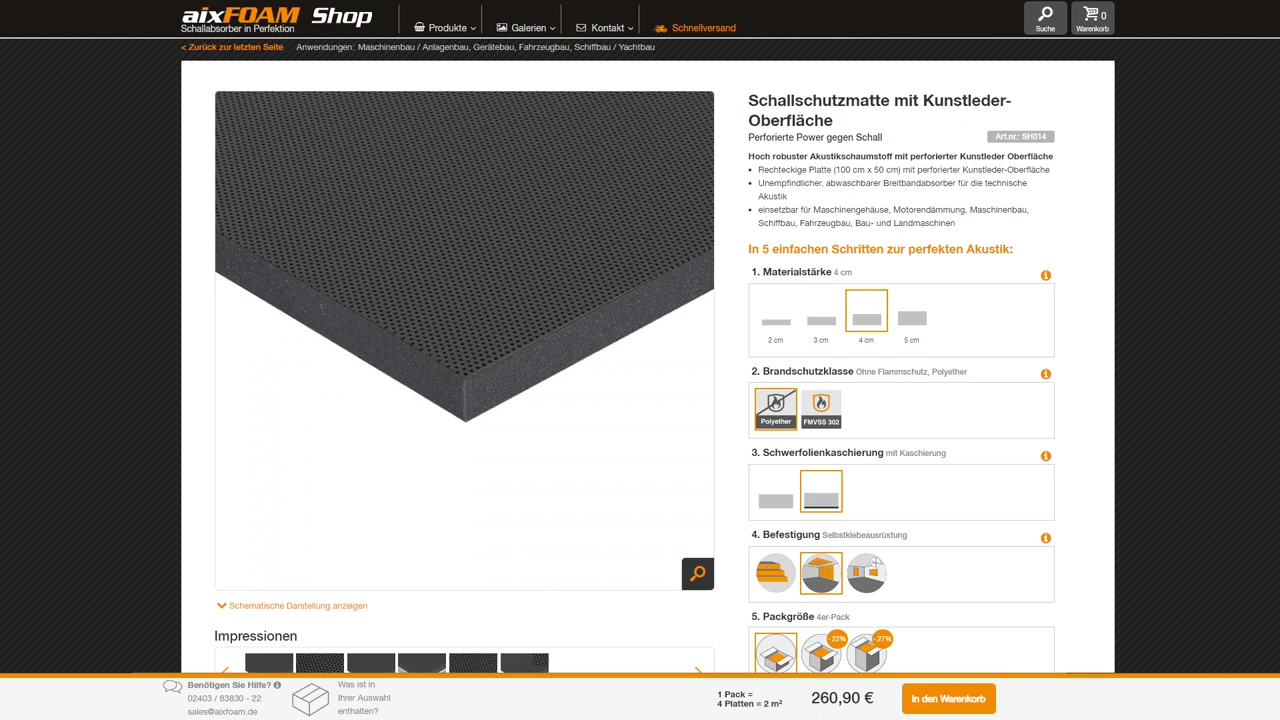 aixFOAM Shop
Schallabsorber in Perfektion
Produkte
Galerien
Kontakt
Schnellversand
Suche
0
Warenkorb
< Zurück zur letzten Seite
Anwendungen: Maschinenbau / Anlagenbau, Gerätebau, Fahrzeugbau, Schiffbau / Yachtbau
Schallschutzmatte mit Kunstleder-
Oberfläche
Perforierte Power gegen Schall
Art.nr.: SH014
Hoch robuster Akustikschaumstoff mit perforierter Kunstleder Oberfläche
• Rechteckige Platte (100 cm x 50 cm) mit perforierter Kunstleder-Oberfläche
• Unempfindlicher, abwaschbarer Breitbandabsorber für die technische
Akustik
• einsetzbar für Maschinengehäuse, Motorendämmung, Maschinenbau,
Schiffbau, Fahrzeugbau, Bau- und Landmaschinen
In 5 einfachen Schritten zur perfekten Akustik:
1. Materialstärke 4 cm
2 cm
3 cm
4 cm
5 cm
2. Brandschutzklasse Ohne Flammschutz, Polyether
Polyether
FMVSS 302
3. Schwerfolienkaschierung mit Kaschierung
4. Befestigung Selbstklebeausrüstung
5. Packgröße 4er-Pack
- 22%
- 27%
Schematische Darstellung anzeigen
Impressionen
Benötigen Sie Hilfe?
02403 / 83830 - 22
sales@aixfoam.de
Was ist in
Ihrer Auswahl
enthalten?
1 Pack =
4 Platten = 2 m²
260,90 €
In den Warenkorb